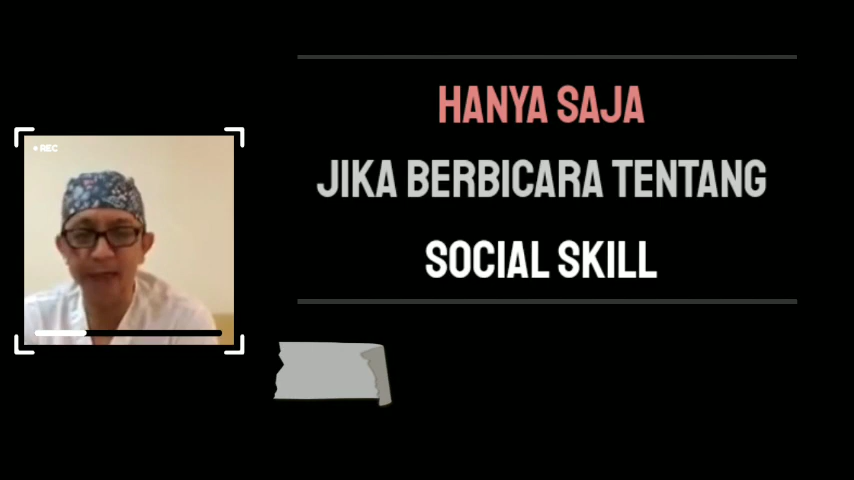 HANYA SAJA
JIKA BERBICARA TENTANG
SOCIAL SKILL
REC